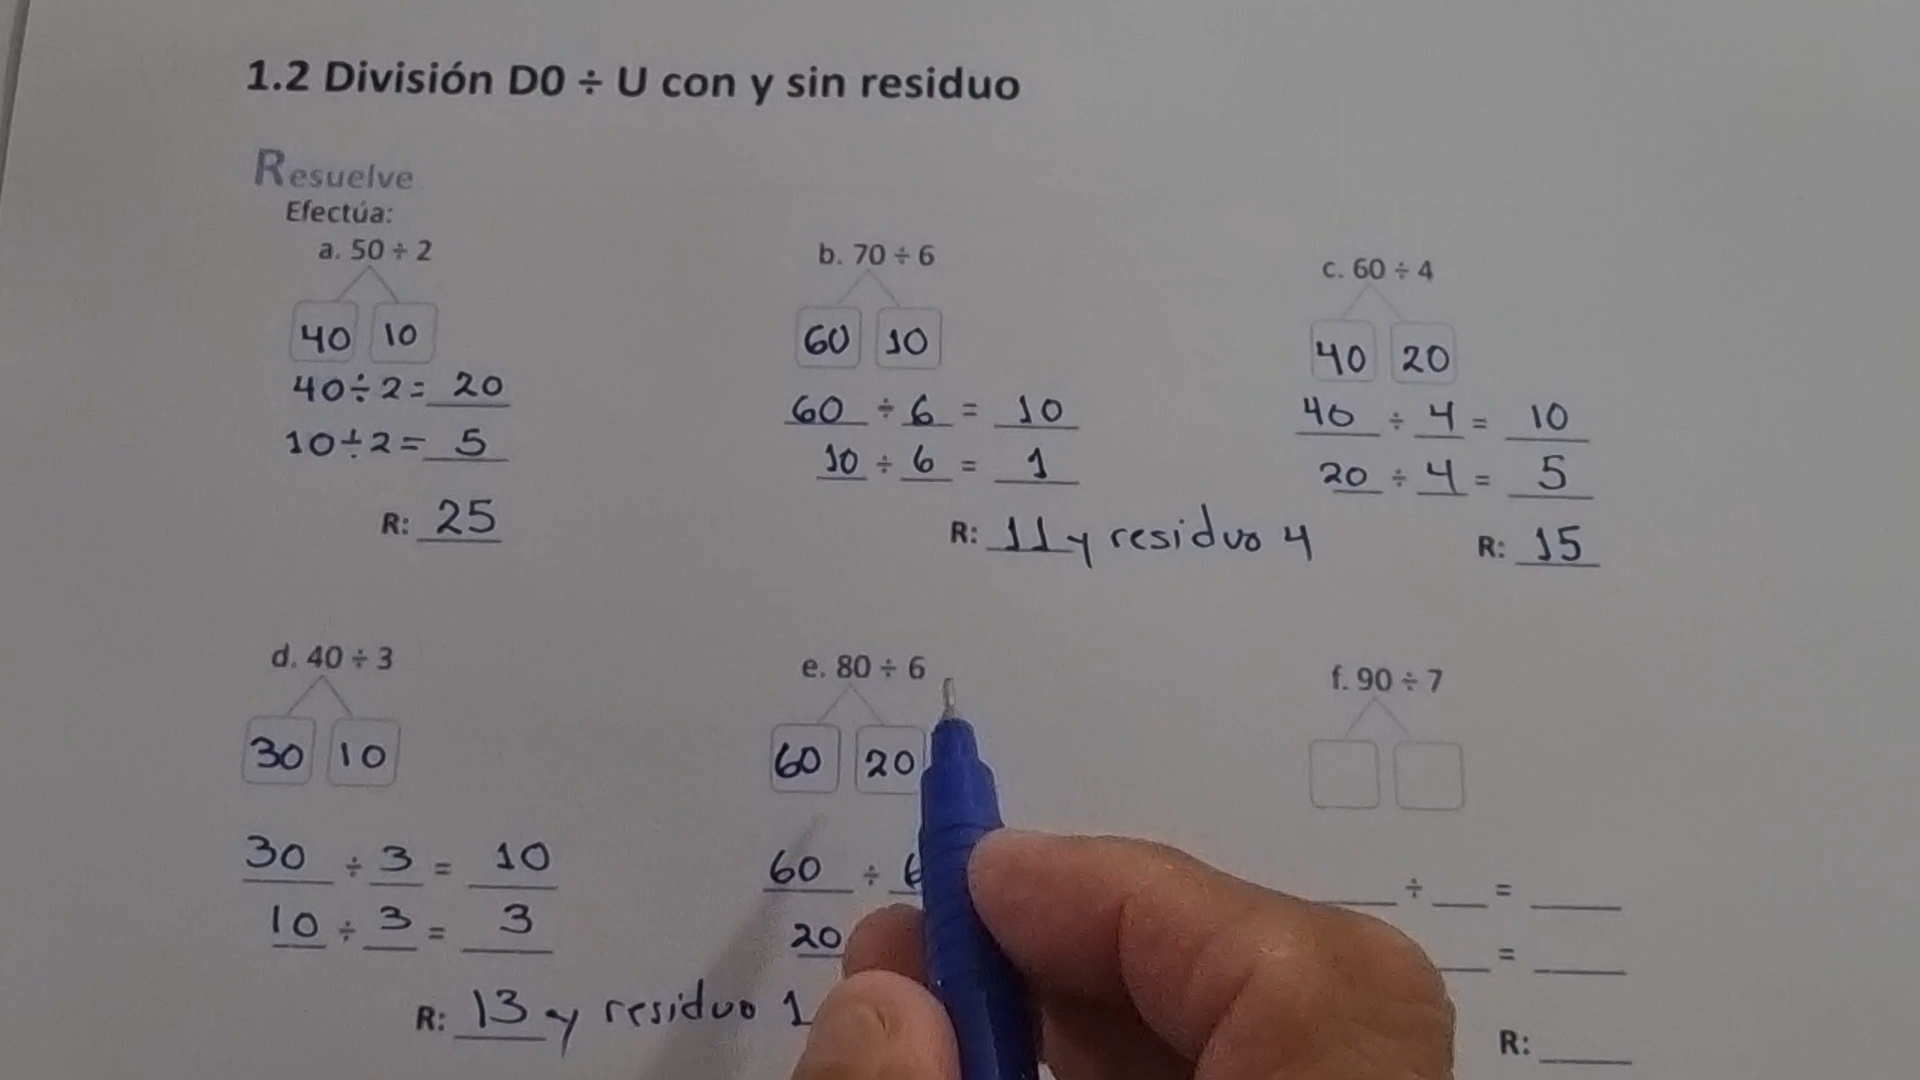 1.2 División D0 ÷ U con y sin residuo
Resuelve
Efectúa:
a. 50 ÷ 2
40 10
40÷2= 20
10÷2= 5
R: 25
b. 70 ÷ 6
60 10
60 ÷ 6 = 10
10 ÷ 6 = 1
R: 11 y residuo 4
c. 60 ÷ 4
40 20
40 ÷ 4 = 10
20 ÷ 4 = 5
R: 15
d. 40 ÷ 3
30 10
30 ÷ 3 = 10
10 ÷ 3 = 3
R: 13 y residuo 1
e. 80 ÷ 6
60 20
60 ÷ 6
20
f. 90 ÷ 7
÷ =
=
R: